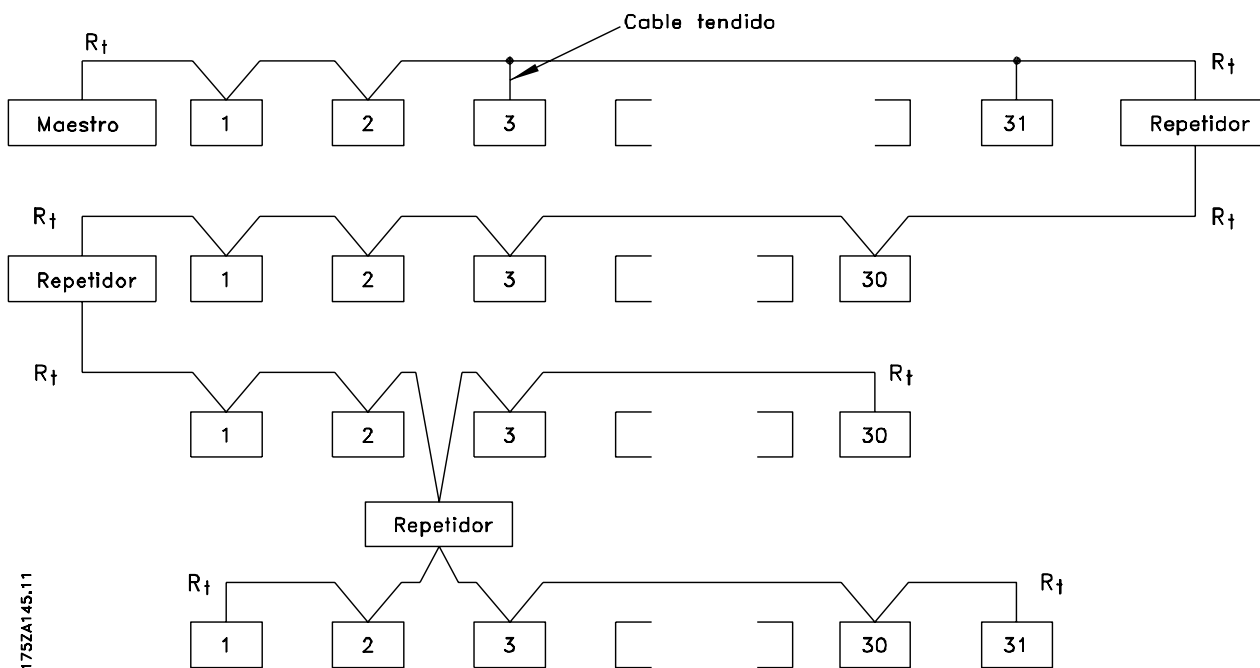 Cable tendido
Rt
Rt
Maestro
1
2
3
31
Repetidor
Rt
Rt
Repetidor
1
2
3
30
Rt
Rt
1
2
3
30
Repetidor
Rt
Rt
1
2
3
30
31
175ZA145.11